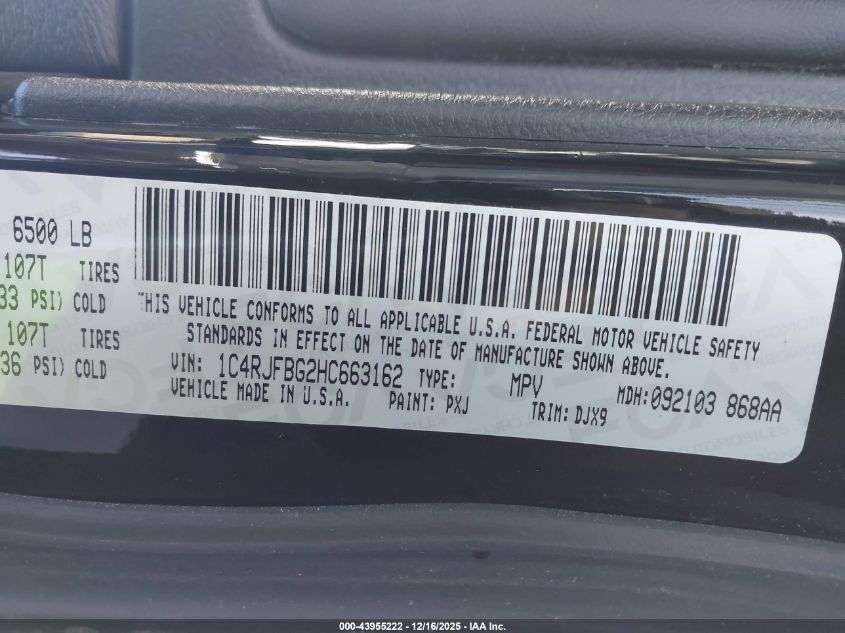 6500 LB
107T TIRES
33 PSI) COLD
107T TIRES
36 PSI) COLD
THIS VEHICLE CONFORMS TO ALL APPLICABLE U.S.A. FEDERAL MOTOR VEHICLE SAFETY
STANDARDS IN EFFECT ON THE DATE OF MANUFACTURE SHOWN ABOVE.
VIN: 1C4RJFBG2HC663162 TYPE: MPV MDH:092103 868AA
VEHICLE MADE IN U.S.A. PAINT: PXJ TRIM: DJX9
000-43955222 - 12/16/2025 - IAA Inc.